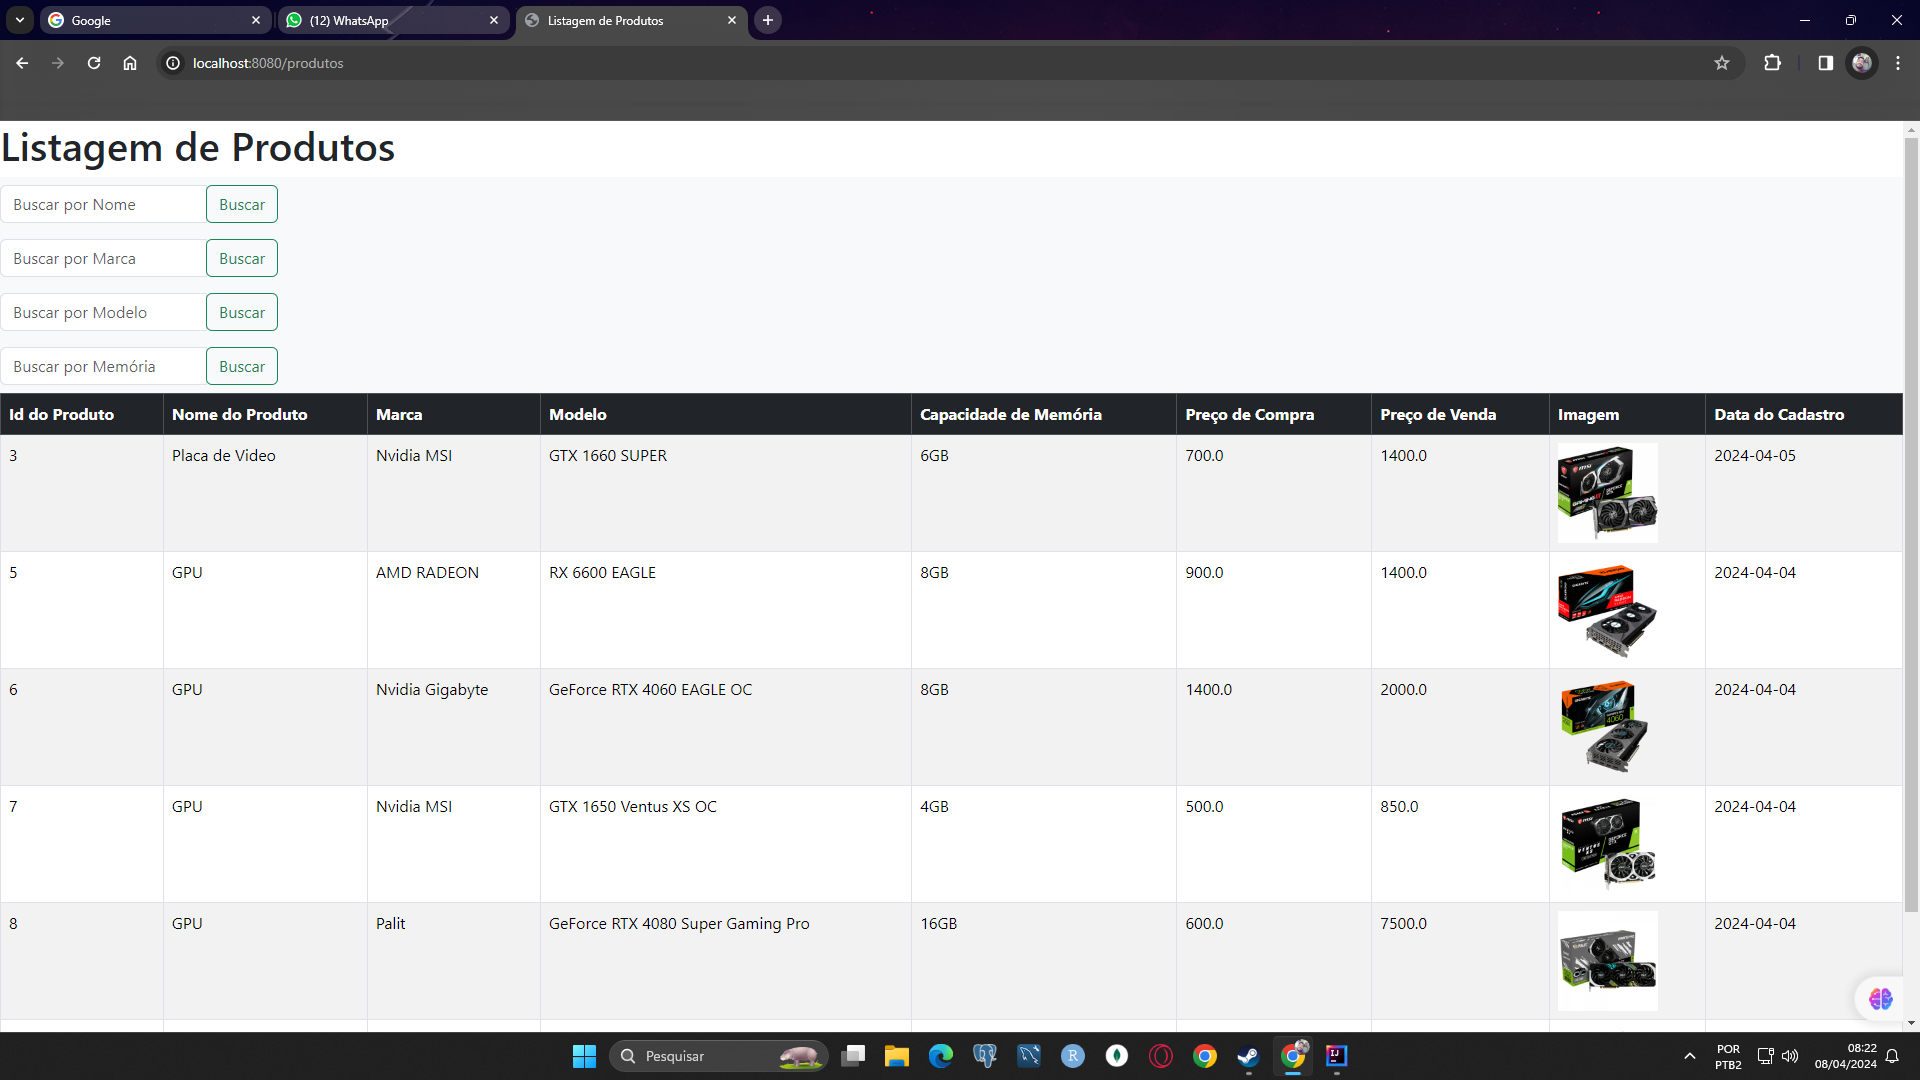 Google
(12) WhatsApp
Listagem de Produtos
localhost:8080/produtos
Listagem de Produtos
Buscar por Nome Buscar
Buscar por Marca Buscar
Buscar por Modelo Buscar
Buscar por Memória Buscar
Id do Produto Nome do Produto Marca Modelo Capacidade de Memória Preço de Compra Preço de Venda Imagem Data do Cadastro
3 Placa de Video Nvidia MSI GTX 1660 SUPER 6GB 700.0 1400.0 2024-04-05
5 GPU AMD RADEON RX 6600 EAGLE 8GB 900.0 1400.0 2024-04-04
6 GPU Nvidia Gigabyte GeForce RTX 4060 EAGLE OC 8GB 1400.0 2000.0 2024-04-04
7 GPU Nvidia MSI GTX 1650 Ventus XS OC 4GB 500.0 850.0 2024-04-04
8 GPU Palit GeForce RTX 4080 Super Gaming Pro 16GB 600.0 7500.0 2024-04-04
Pesquisar
POR
PTB2
08:22
08/04/2024